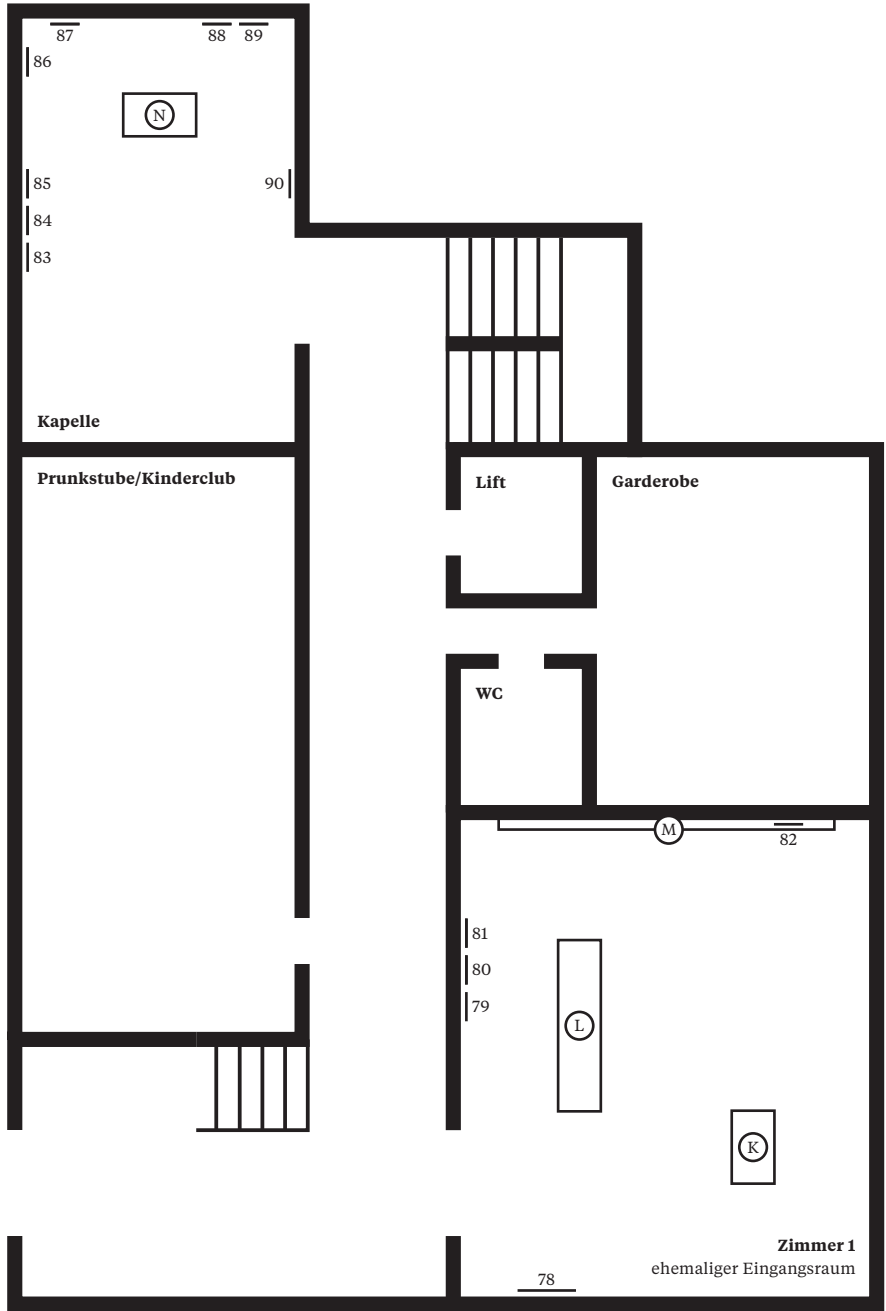 87
88
89
86
N
85
90
84
83
Kapelle
Prunkstube/Kinderclub
Lift
Garderobe
WC
M
82
81
80
79
L
K
Zimmer 1
ehemaliger Eingangsraum
78